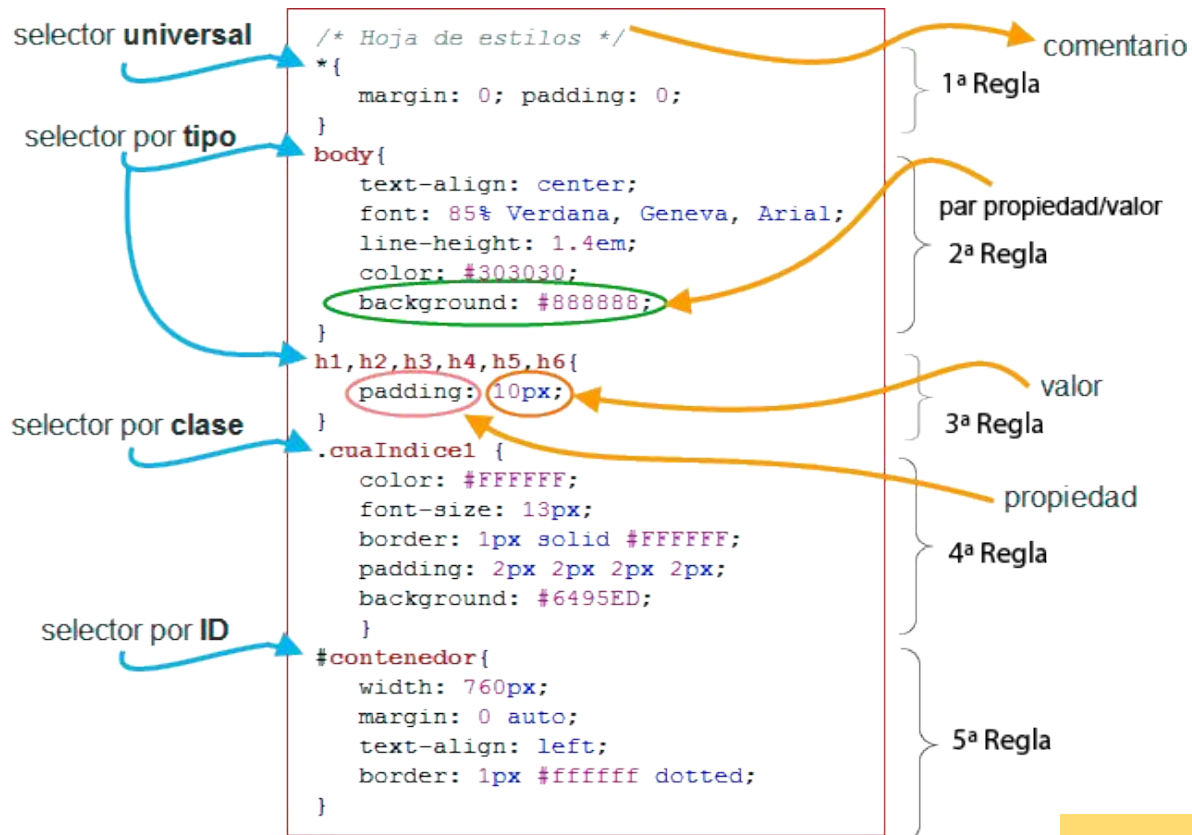 selector universal
/* Hoja de estilos */
comentario
*{
1ª Regla
margin: 0; padding: 0;
}
selector por tipo
body{
text-align: center;
font: 85% Verdana, Geneva, Arial;
par propiedad/valor
line-height: 1.4em;
2ª Regla
color: #303030;
background: #888888;
}
h1,h2,h3,h4,h5,h6{
padding: 10px;
valor
}
3ª Regla
selector por clase
.cuaIndice1 {
color: #FFFFFF;
propiedad
font-size: 13px;
border: 1px solid #FFFFFF;
4ª Regla
padding: 2px 2px 2px 2px;
background: #6495ED;
}
selector por ID
#contenedor{
width: 760px;
margin: 0 auto;
text-align: left;
5ª Regla
border: 1px #ffffff dotted;
}